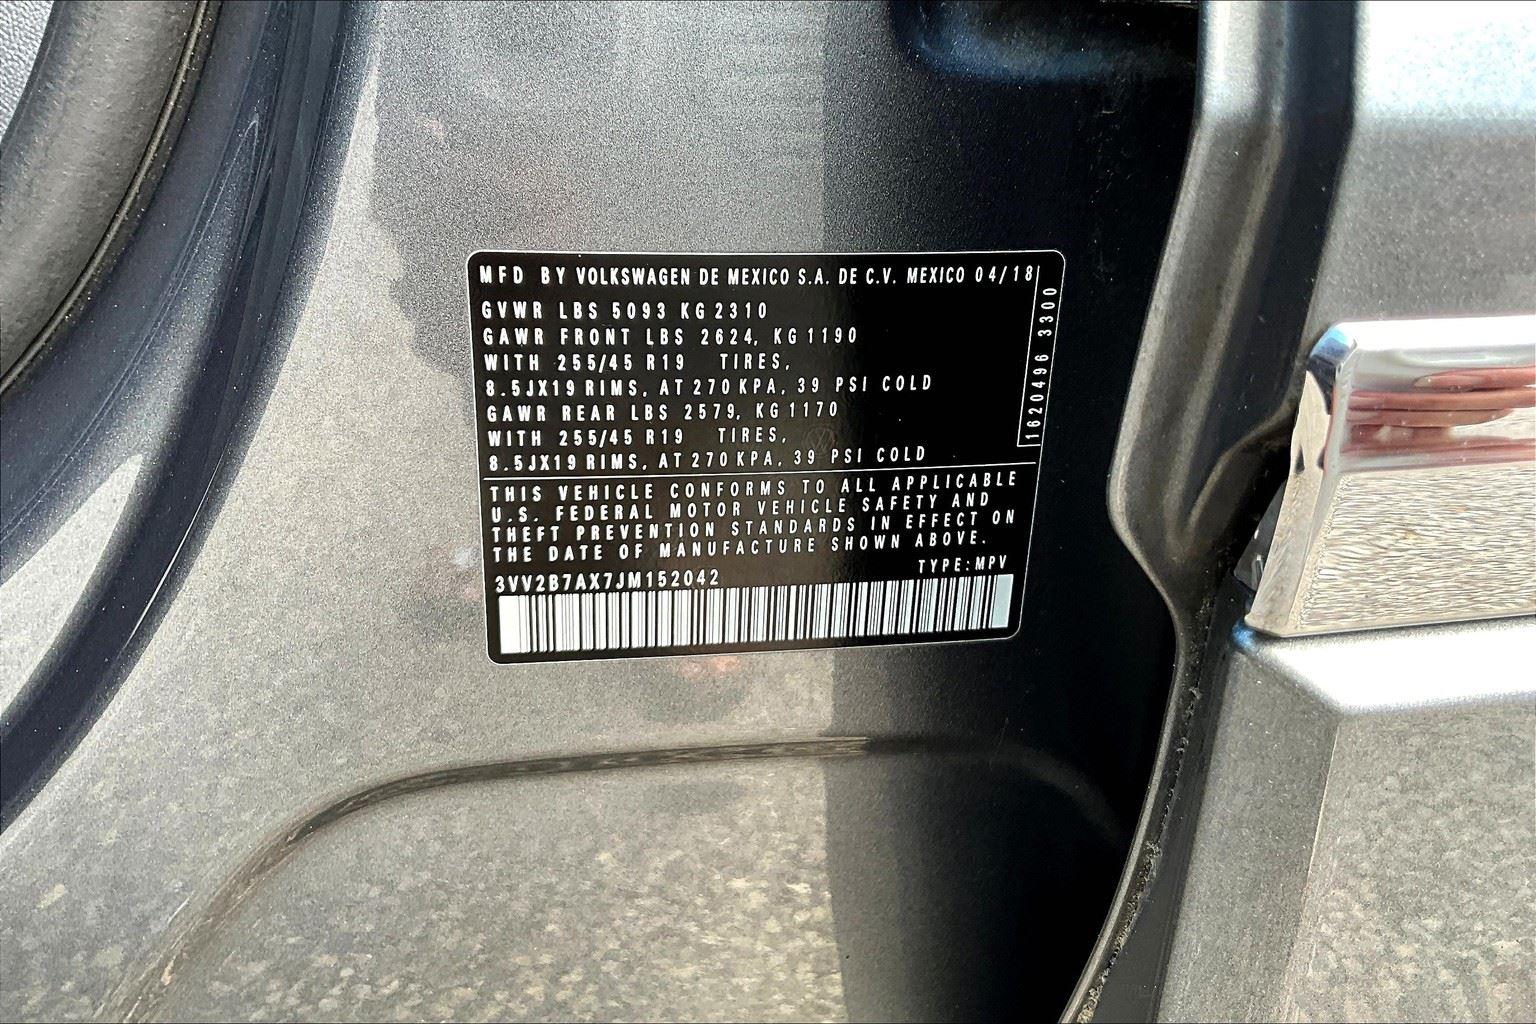 MFD BY VOLKSWAGEN DE MEXICO S.A. DE C.V. MEXICO 04/18
GVWR LBS 5093 KG 2310
GAWR FRONT LBS 2624, KG 1190
WITH 255/45 R19 TIRES,
8.5JX19 RIMS, AT 270 KPA, 39 PSI COLD
GAWR REAR LBS 2579, KG 1170
WITH 255/45 R19 TIRES,
8.5JX19 RIMS, AT 270 KPA, 39 PSI COLD
1620496 3300
THIS VEHICLE CONFORMS TO ALL APPLICABLE
U.S. FEDERAL MOTOR VEHICLE SAFETY AND
THEFT PREVENTION STANDARDS IN EFFECT ON
THE DATE OF MANUFACTURE SHOWN ABOVE.
3VV2B7AX7JM152042 TYPE: MPV